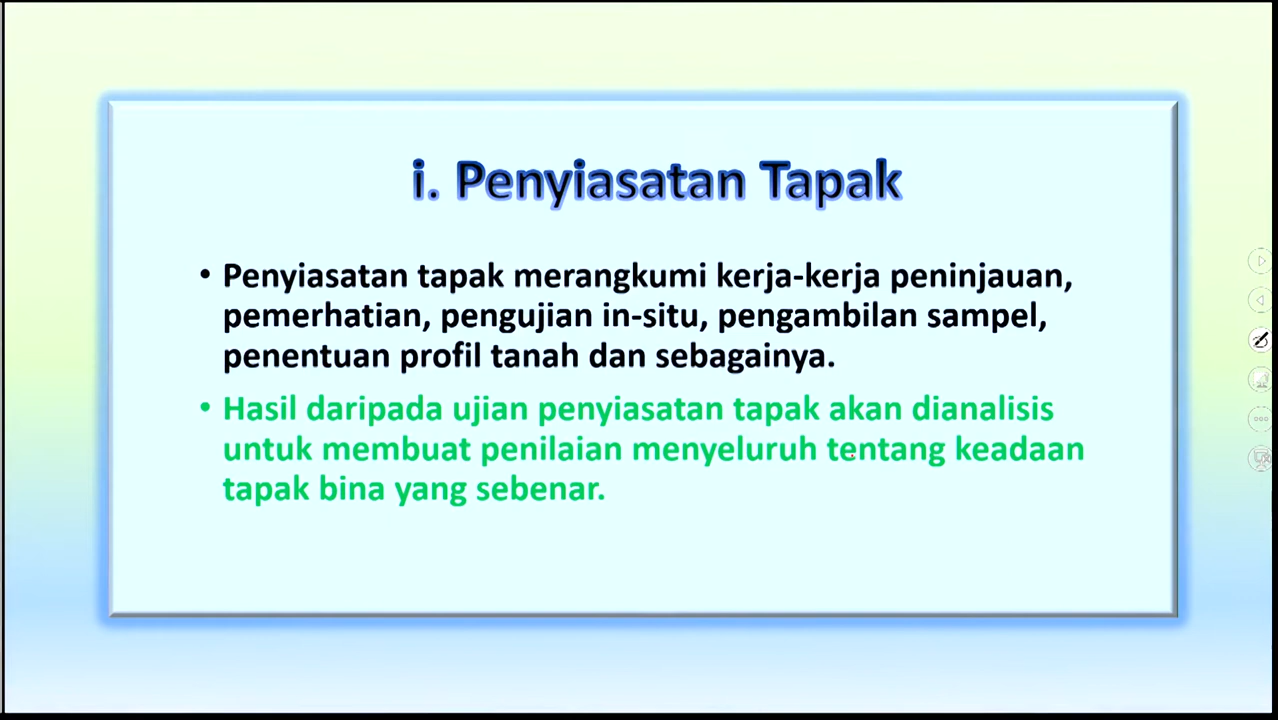 i. Penyiasatan Tapak
• Penyiasatan tapak merangkumi kerja-kerja peninjauan,
pemerhatian, pengujian in-situ, pengambilan sampel,
penentuan profil tanah dan sebagainya.
• Hasil daripada ujian penyiasatan tapak akan dianalisis
untuk membuat penilaian menyeluruh tentang keadaan
tapak bina yang sebenar.